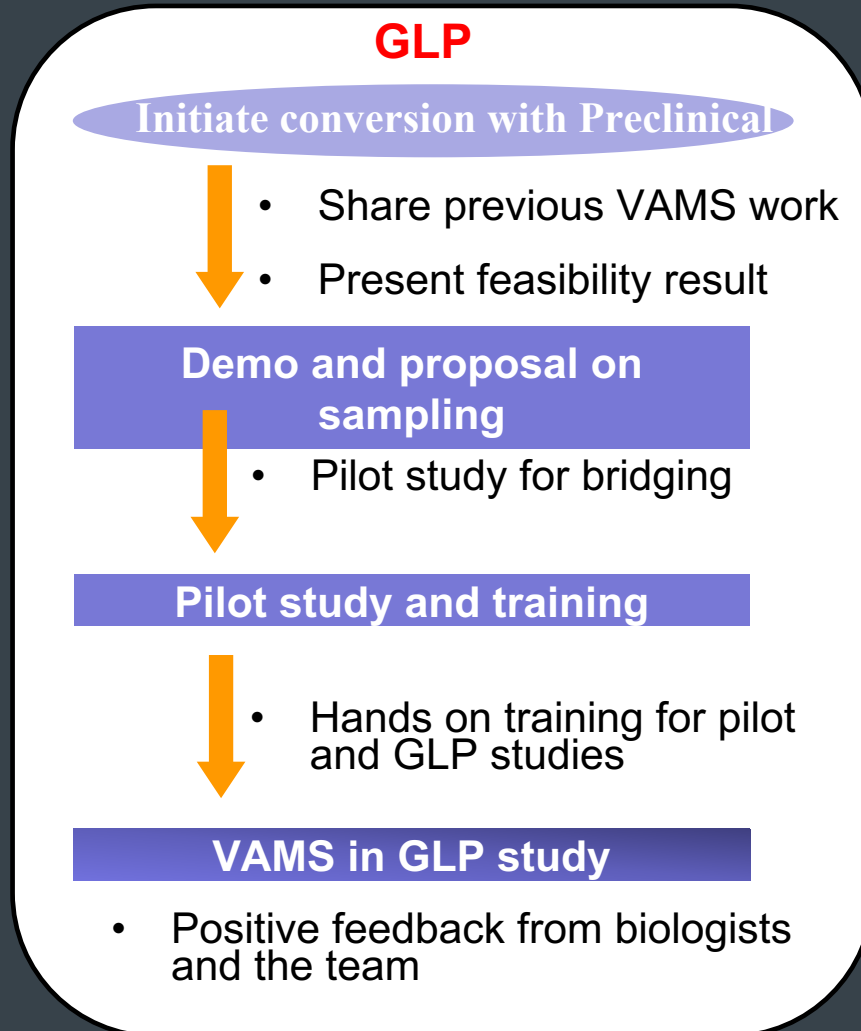 GLP
Initiate conversion with Preclinical
• Share previous VAMS work
• Present feasibility result
Demo and proposal on
sampling
• Pilot study for bridging
Pilot study and training
• Hands on training for pilot
and GLP studies
VAMS in GLP study
• Positive feedback from biologists
and the team